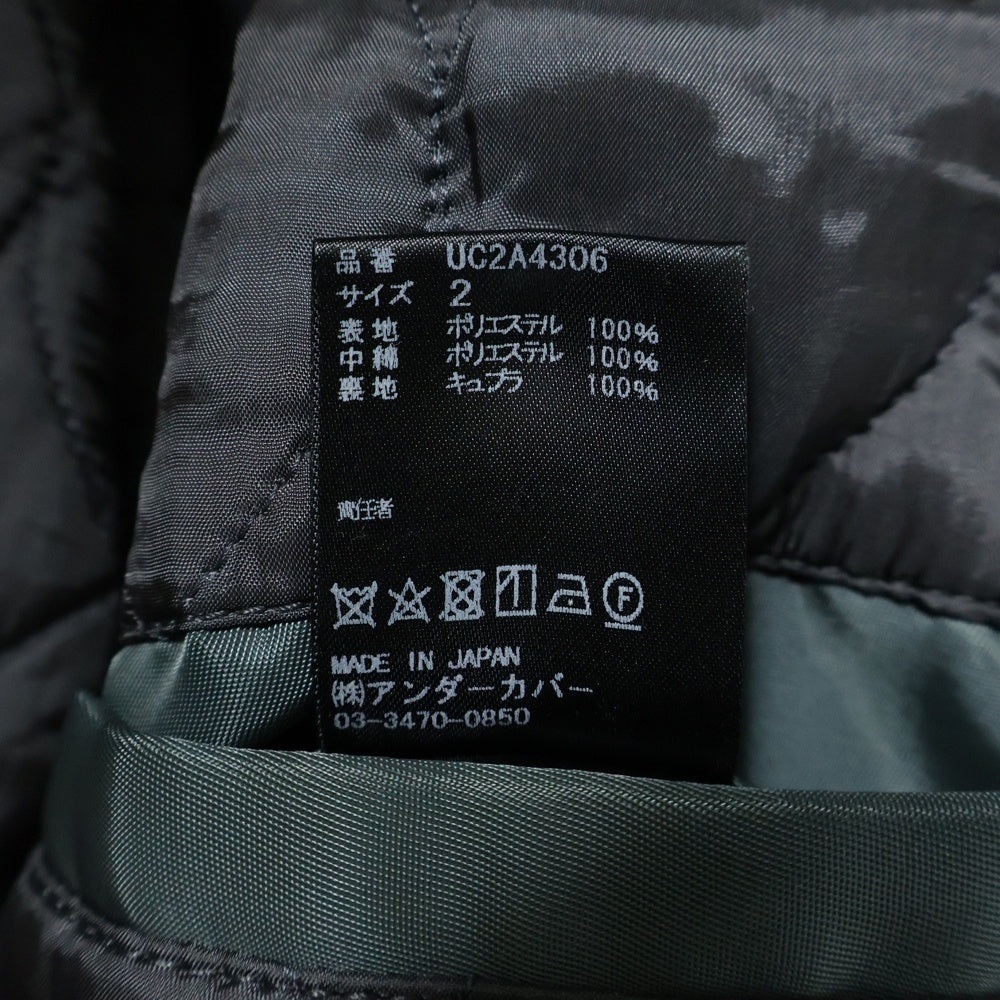 品番 UC2A4306
サイズ 2
表地 ポリエステル 100%
中綿 ポリエステル 100%
裏地 キュプラ 100%
責任者
F
MADE IN JAPAN
㈱アンダーカバー
03-3470-0850